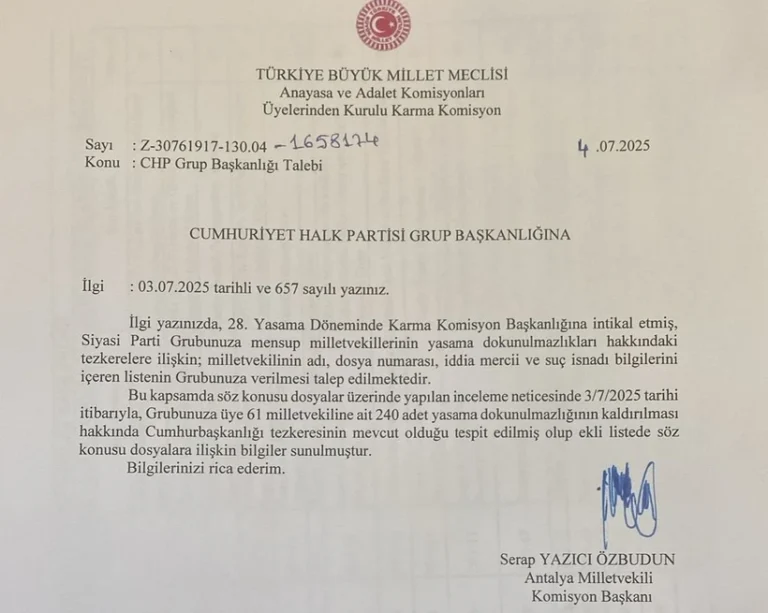 TÜRKİYE BÜYÜK MİLLET MECLİSİ
Anayasa ve Adalet Komisyonları
Üyelerinden Kurulu Karma Komisyon
Sayı : Z-30761917-130.04 -1658174 4 .07.2025
Konu : CHP Grup Başkanlığı Talebi
CUMHURİYET HALK PARTİSİ GRUP BAŞKANLIĞINA
İlgi : 03.07.2025 tarihli ve 657 sayılı yazınız.
İlgi yazınızda, 28. Yasama Döneminde Karma Komisyon Başkanlığına intikal etmiş,
Siyasi Parti Grubunuza mensup milletvekillerinin yasama dokunulmazlıkları hakkındaki
tezkerelere ilişkin; milletvekilinin adı, dosya numarası, iddia mercii ve suç isnadı bilgilerini
içeren listenin Grubunuza verilmesi talep edilmektedir.
Bu kapsamda söz konusu dosyalar üzerinde yapılan inceleme neticesinde 3/7/2025 tarihi
itibarıyla, Grubunuza üye 61 milletvekiline ait 240 adet yasama dokunulmazlığının kaldırılması
hakkında Cumhurbaşkanlığı tezkeresinin mevcut olduğu tespit edilmiş olup ekli listede söz
konusu dosyalara ilişkin bilgiler sunulmuştur.
Bilgilerinizi rica ederim.
Serap YAZICI ÖZBUDUN
Antalya Milletvekili
Komisyon Başkanı